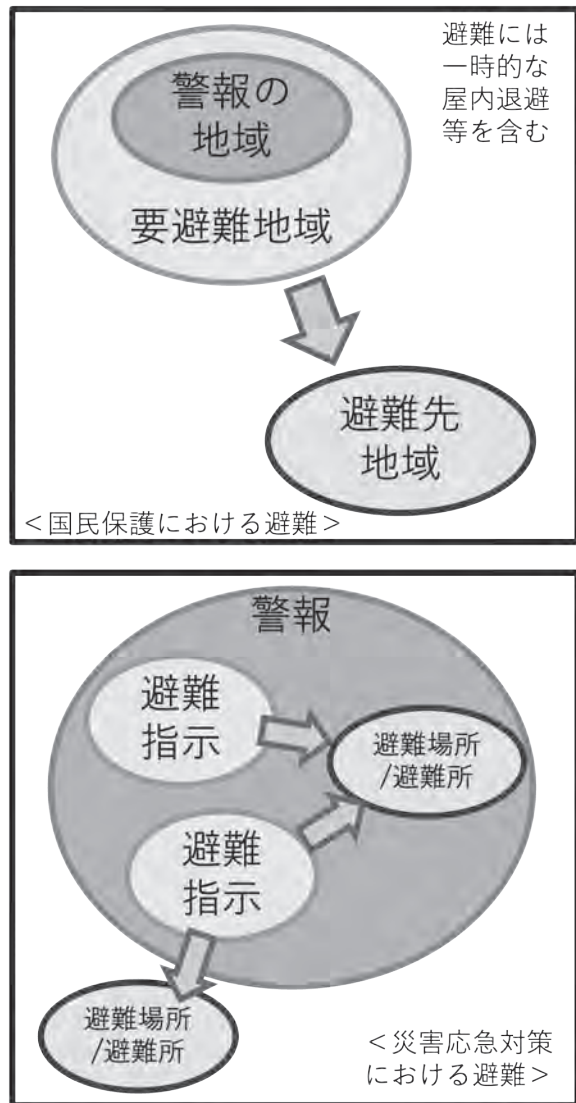 避難には
一時的な
屋内退避
等を含む
警報の
地域
要避難地域
避難先
地域
＜国民保護における避難＞
警報
避難
指示
避難場所
/避難所
避難
指示
避難場所
/避難所
＜災害応急対策
における避難＞